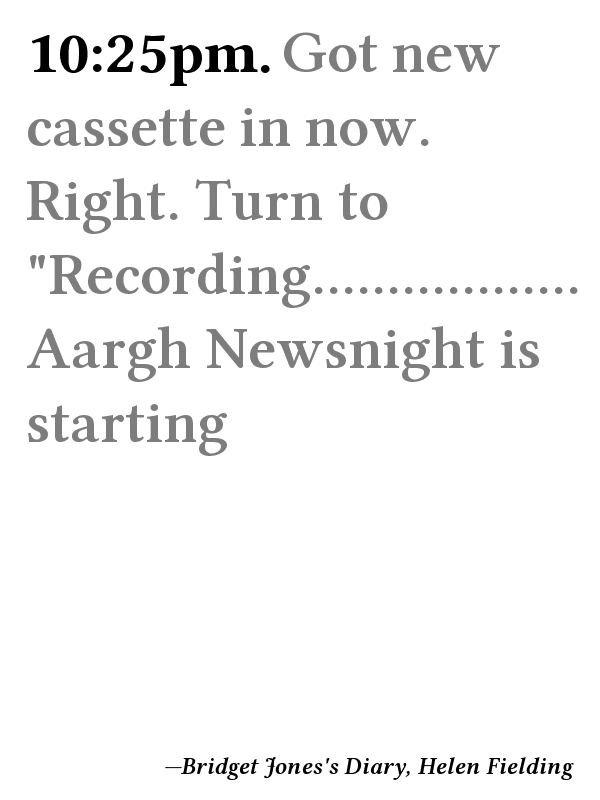 10:25pm. Got new
cassette in now.
Right. Turn to
"Recording..................
Aargh Newsnight is
starting
—Bridget Jones's Diary, Helen Fielding